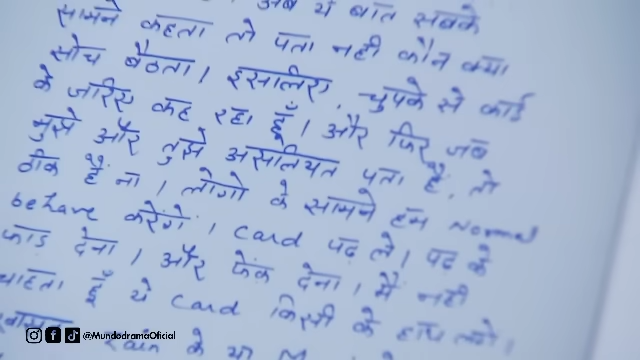 अब ये बात सबके
सामने कहता तो पता नही कौन क्या
सोच बैठता। इसलिए, चुपके से कार्ड
के जरिए कह रहा हूँ। और फिर जब
मुझे और तुझे असलियत पता है, तो
ठीक है ना। लोगो के सामने हम normal
behave करेंगे। card पढ़ ले। पढ़ के
फाड देना। और फेंक देना। मैं नही
चाहता हूँ ये card किसी के हाथ लगे।
के या
@MundodramaOficial